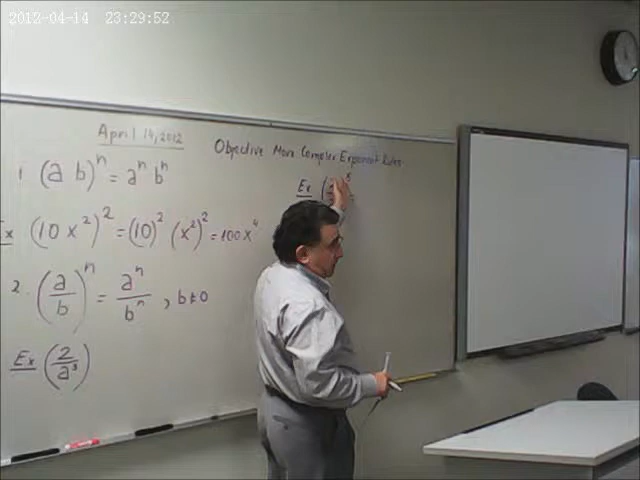 2012-04-14 23:29:52
April 14, 2012
Objective More Complex Exponent Rules
1. (a b)^n = a^n b^n
Ex (10 x^2)^2 = (10)^2 (x^2)^2 = 100 x^4
2. (a/b)^n = a^n/b^n , b≠0
Ex (2/a^3)
Ex (